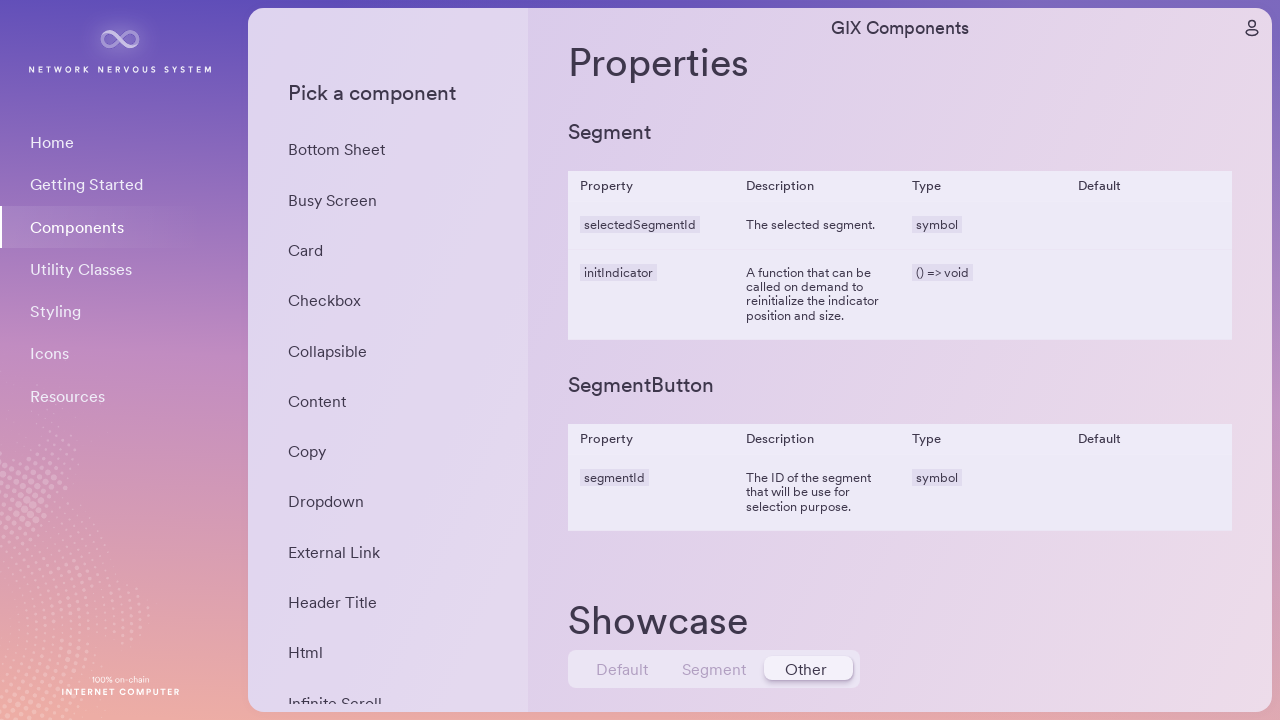 NETWORK NERVOUS SYSTEM
Home
Getting Started
Components
Utility Classes
Styling
Icons
Resources
100% on-chain
INTERNET COMPUTER
Pick a component
Bottom Sheet
Busy Screen
Card
Checkbox
Collapsible
Content
Copy
Dropdown
External Link
Header Title
Html
Infinite Scroll
GIX Components
Properties
Segment
Property Description Type Default
selectedSegmentId The selected segment. symbol
initIndicator A function that can be () => void
called on demand to
reinitialize the indicator
position and size.
SegmentButton
Property Description Type Default
segmentId The ID of the segment symbol
that will be use for
selection purpose.
Showcase
Default Segment Other